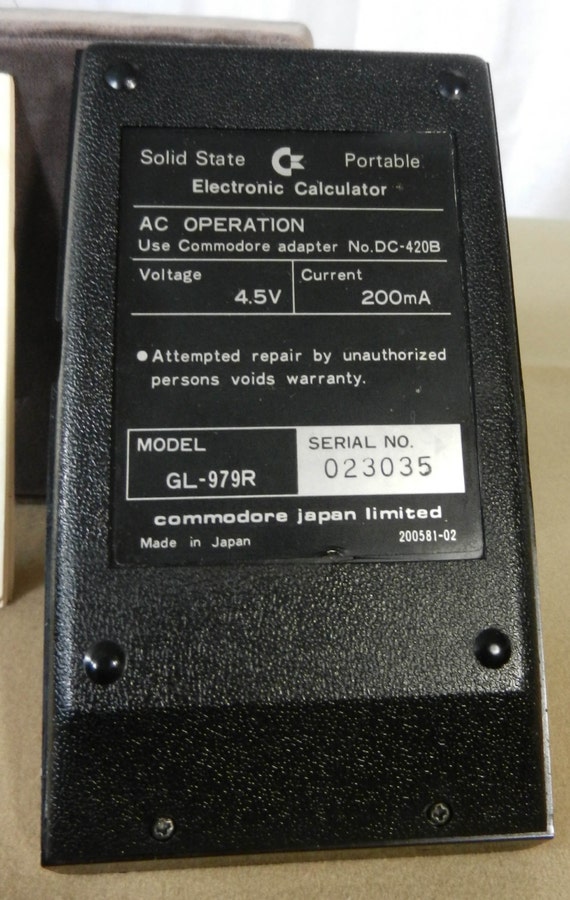 Solid State Portable
Electronic Calculator
AC OPERATION
Use Commodore adapter No.DC-420B
Voltage Current
4.5V 200mA
●Attempted repair by unauthorized
persons voids warranty.
MODEL SERIAL NO.
GL-979R 023035
commodore japan limited
Made in Japan 200581-02